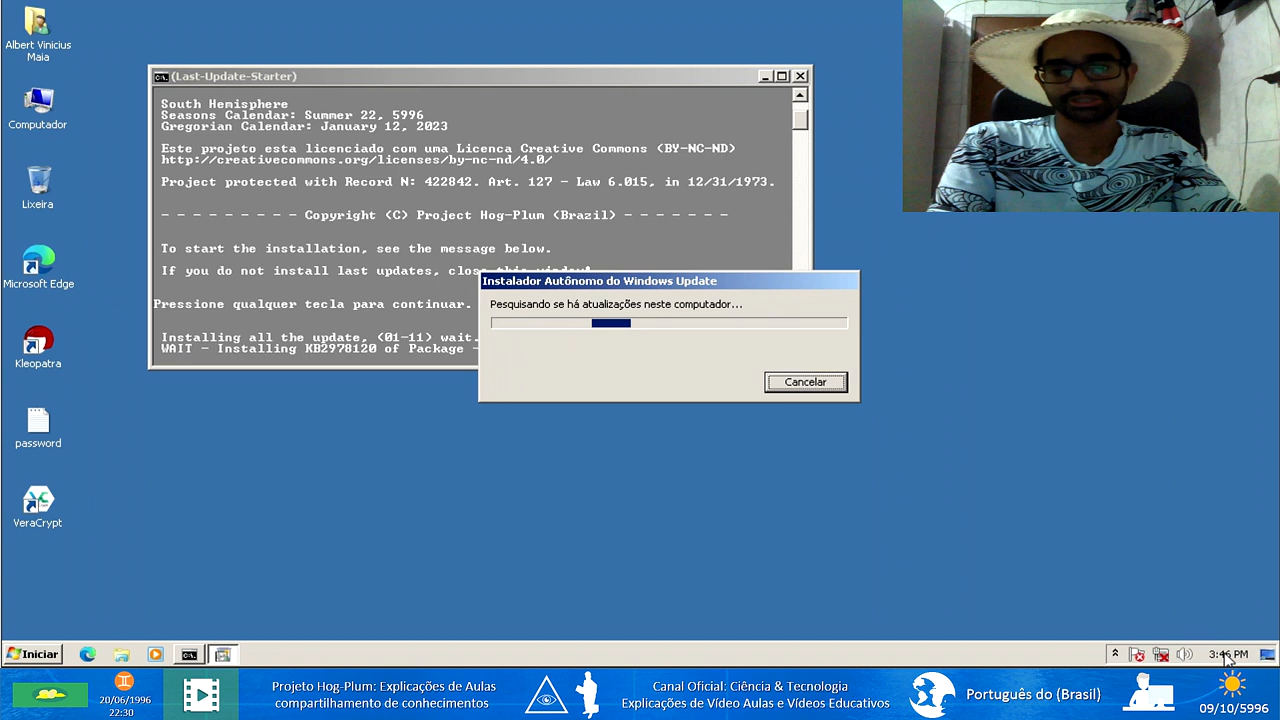 Albert Vinicius
Maia
Computador
Lixeira
Microsoft Edge
Kleopatra
password
VeraCrypt
(Last-Update-Starter)
South Hemisphere
Seasons Calendar: Summer 22, 5996
Gregorian Calendar: January 12, 2023
Este projeto esta licenciado com uma Licenca Creative Commons (BY-NC-ND)
http://creativecommons.org/licenses/by-nc-nd/4.0/
Project protected with Record N: 422842. Art. 127 - Law 6.015, in 12/31/1973.
- - - - - - - - - Copyright (C) Project Hog-Plum (Brazil) - - - - - - -
To start the installation, see the message below.
If you do not install last updates, close this window!
Pressione qualquer tecla para continuar.
Installing all the update, (01-11) wait.
WAIT - Installing KB2978120 of Package -
Instalador Autônomo do Windows Update
Pesquisando se há atualizações neste computador...
Cancelar
Iniciar
3:46 PM
20/06/1996
22:30
Projeto Hog-Plum: Explicações de Aulas
compartilhamento de conhecimentos
Canal Oficial: Ciência & Tecnologia
Explicações de Vídeo Aulas e Vídeos Educativos
Português do (Brasil)
09/10/5996